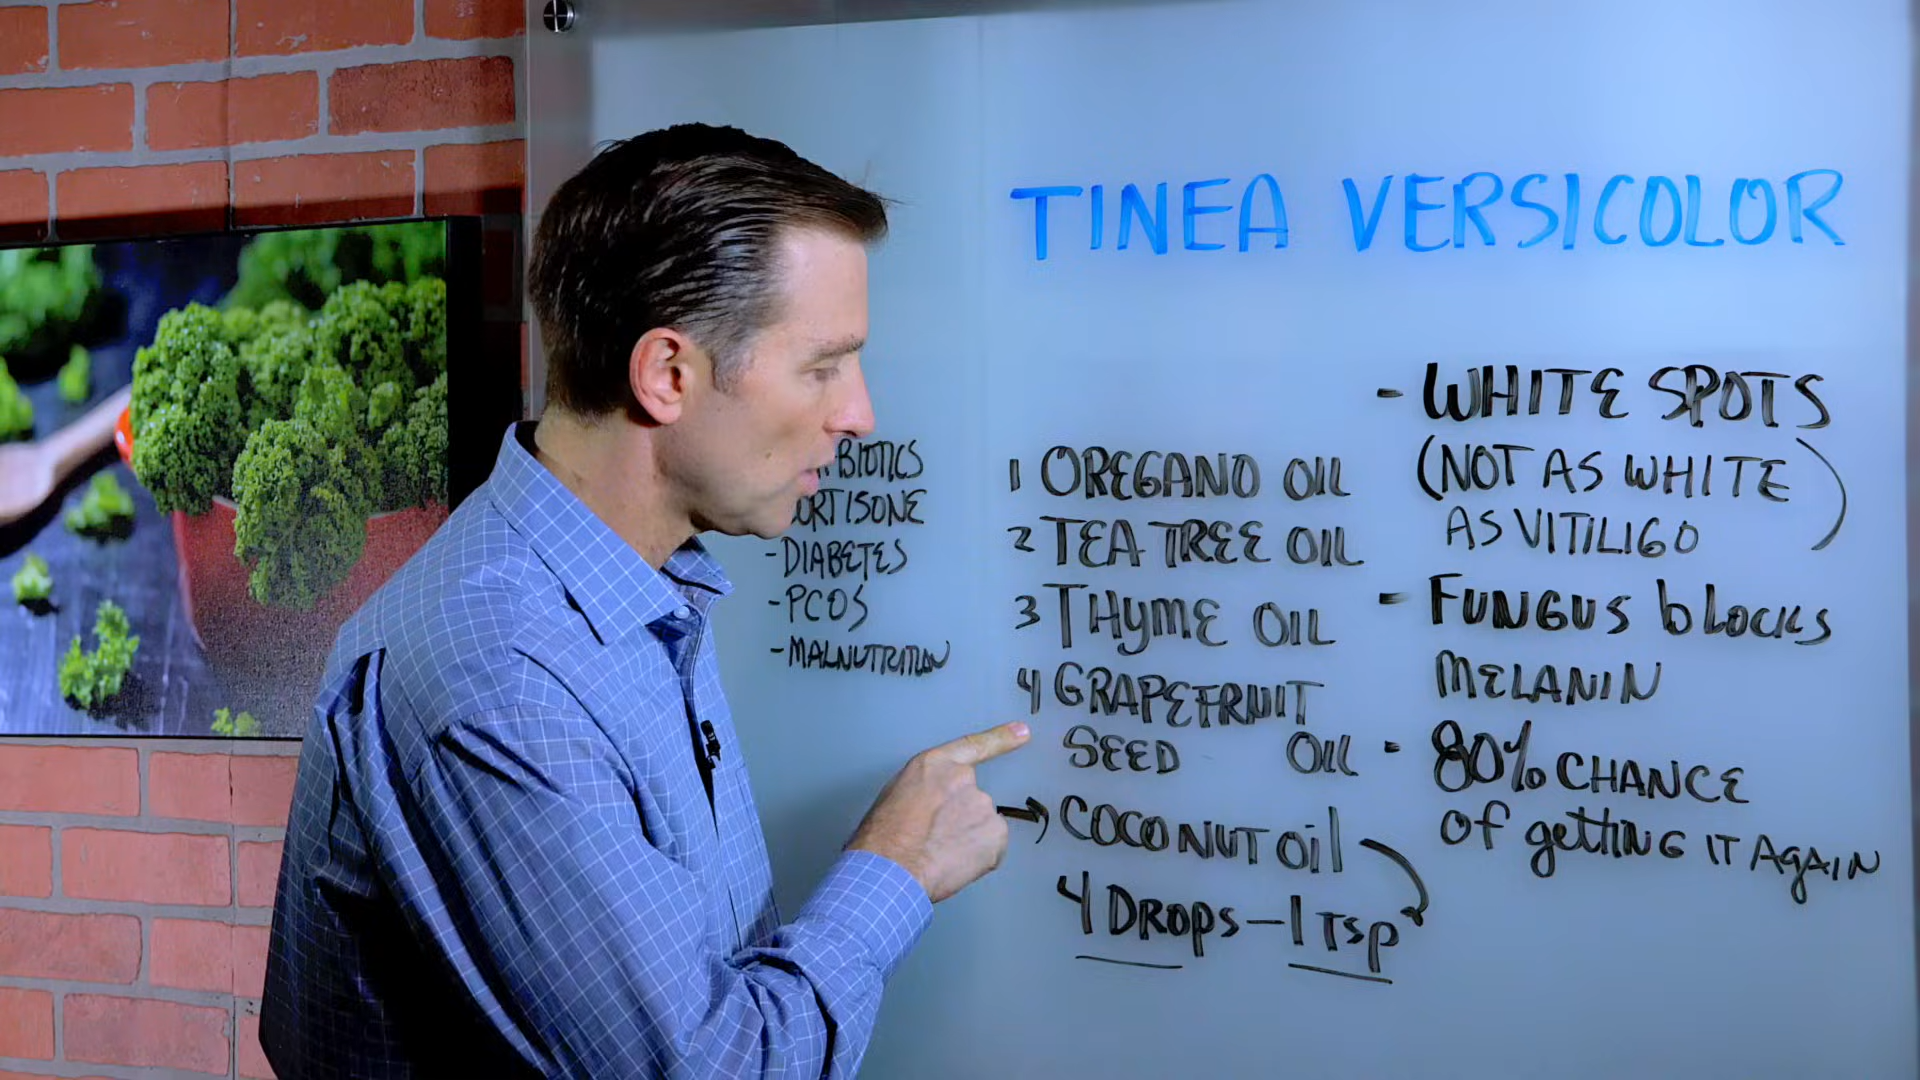 TINEA VERSICOLOR
BIOTICS
CORTISONE
-DIABETES
-PCOS
-MALNUTRITION
1 OREGANO OIL
2 TEA TREE OIL
3 THYME OIL
4 GRAPEFRUIT
SEED OIL
→ COCONUT OIL
4 DROPS - 1 TSP
- WHITE SPOTS
(NOT AS WHITE
AS VITILIGO)
- FUNGUS blocks
MELANIN
- 80% CHANCE
of getting IT AGAIN